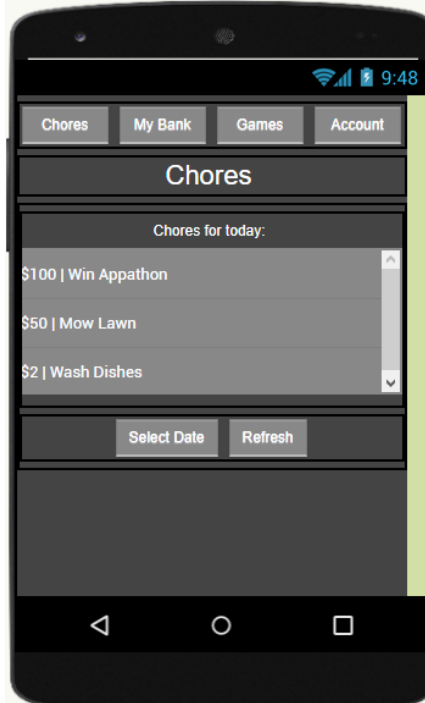 9:48
Chores My Bank Games Account
Chores
Chores for today:
$100 | Win Appathon
$50 | Mow Lawn
$2 | Wash Dishes
Select Date Refresh